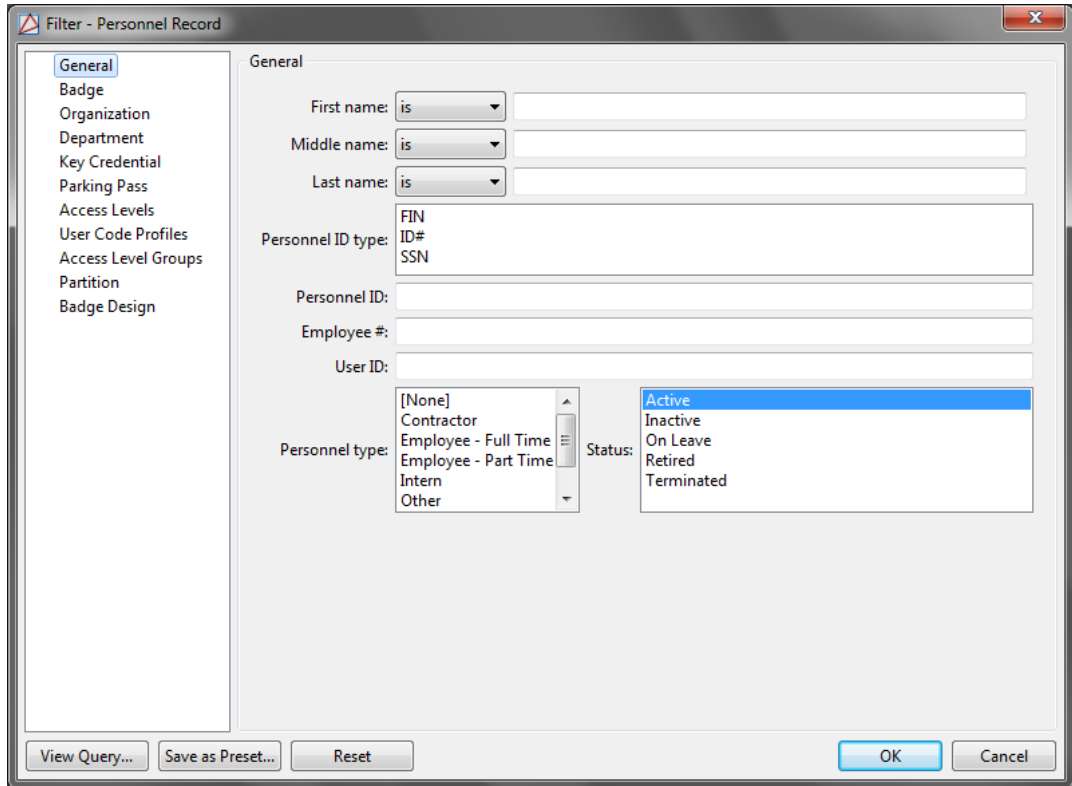 Filter - Personnel Record
General
Badge
Organization
Department
Key Credential
Parking Pass
Access Levels
User Code Profiles
Access Level Groups
Partition
Badge Design
General
First name: is
Middle name: is
Last name: is
Personnel ID type:
FIN
ID#
SSN
Personnel ID:
Employee #:
User ID:
Personnel type:
[None]
Contractor
Employee - Full Time
Employee - Part Time
Intern
Other
Status:
Active
Inactive
On Leave
Retired
Terminated
View Query... Save as Preset... Reset OK Cancel